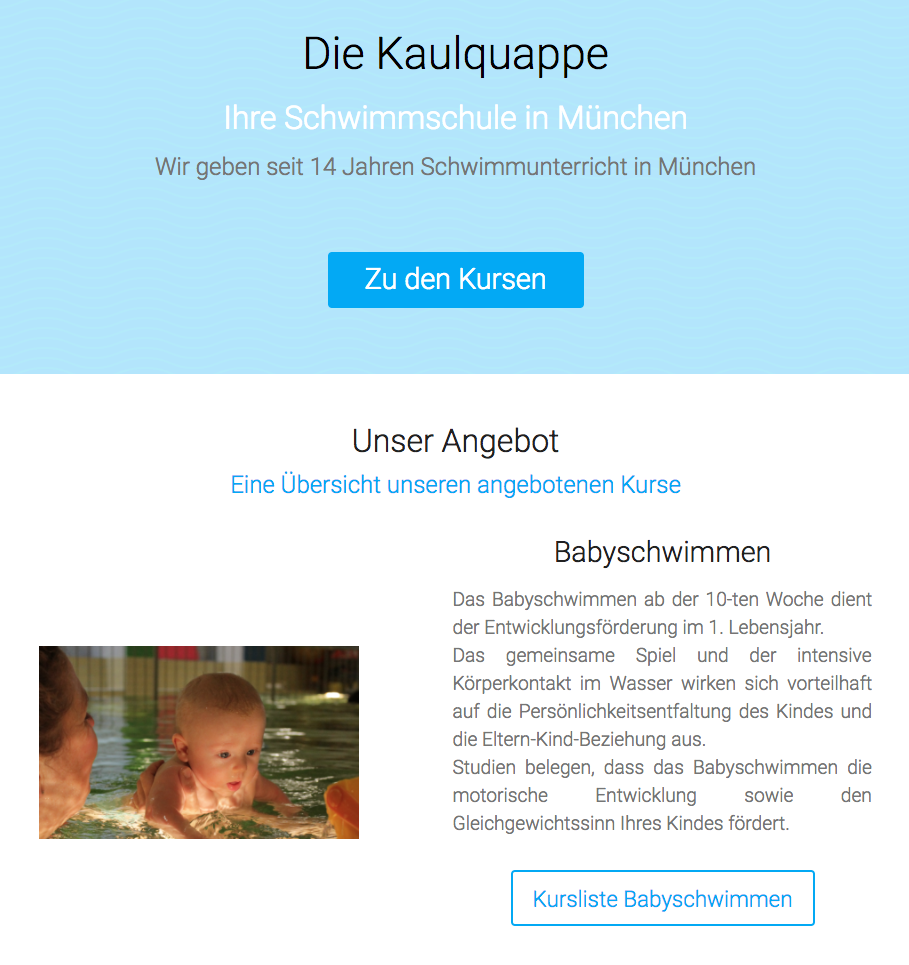 Die Kaulquappe
Ihre Schwimmschule in München
Wir geben seit 14 Jahren Schwimmunterricht in München
Zu den Kursen
Unser Angebot
Eine Übersicht unseren angebotenen Kurse
Babyschwimmen
Das Babyschwimmen ab der 10-ten Woche dient
der Entwicklungsförderung im 1. Lebensjahr.
Das gemeinsame Spiel und der intensive
Körperkontakt im Wasser wirken sich vorteilhaft
auf die Persönlichkeitsentfaltung des Kindes und
die Eltern-Kind-Beziehung aus.
Studien belegen, dass das Babyschwimmen die
motorische Entwicklung sowie den
Gleichgewichtssinn Ihres Kindes fördert.
Kursliste Babyschwimmen